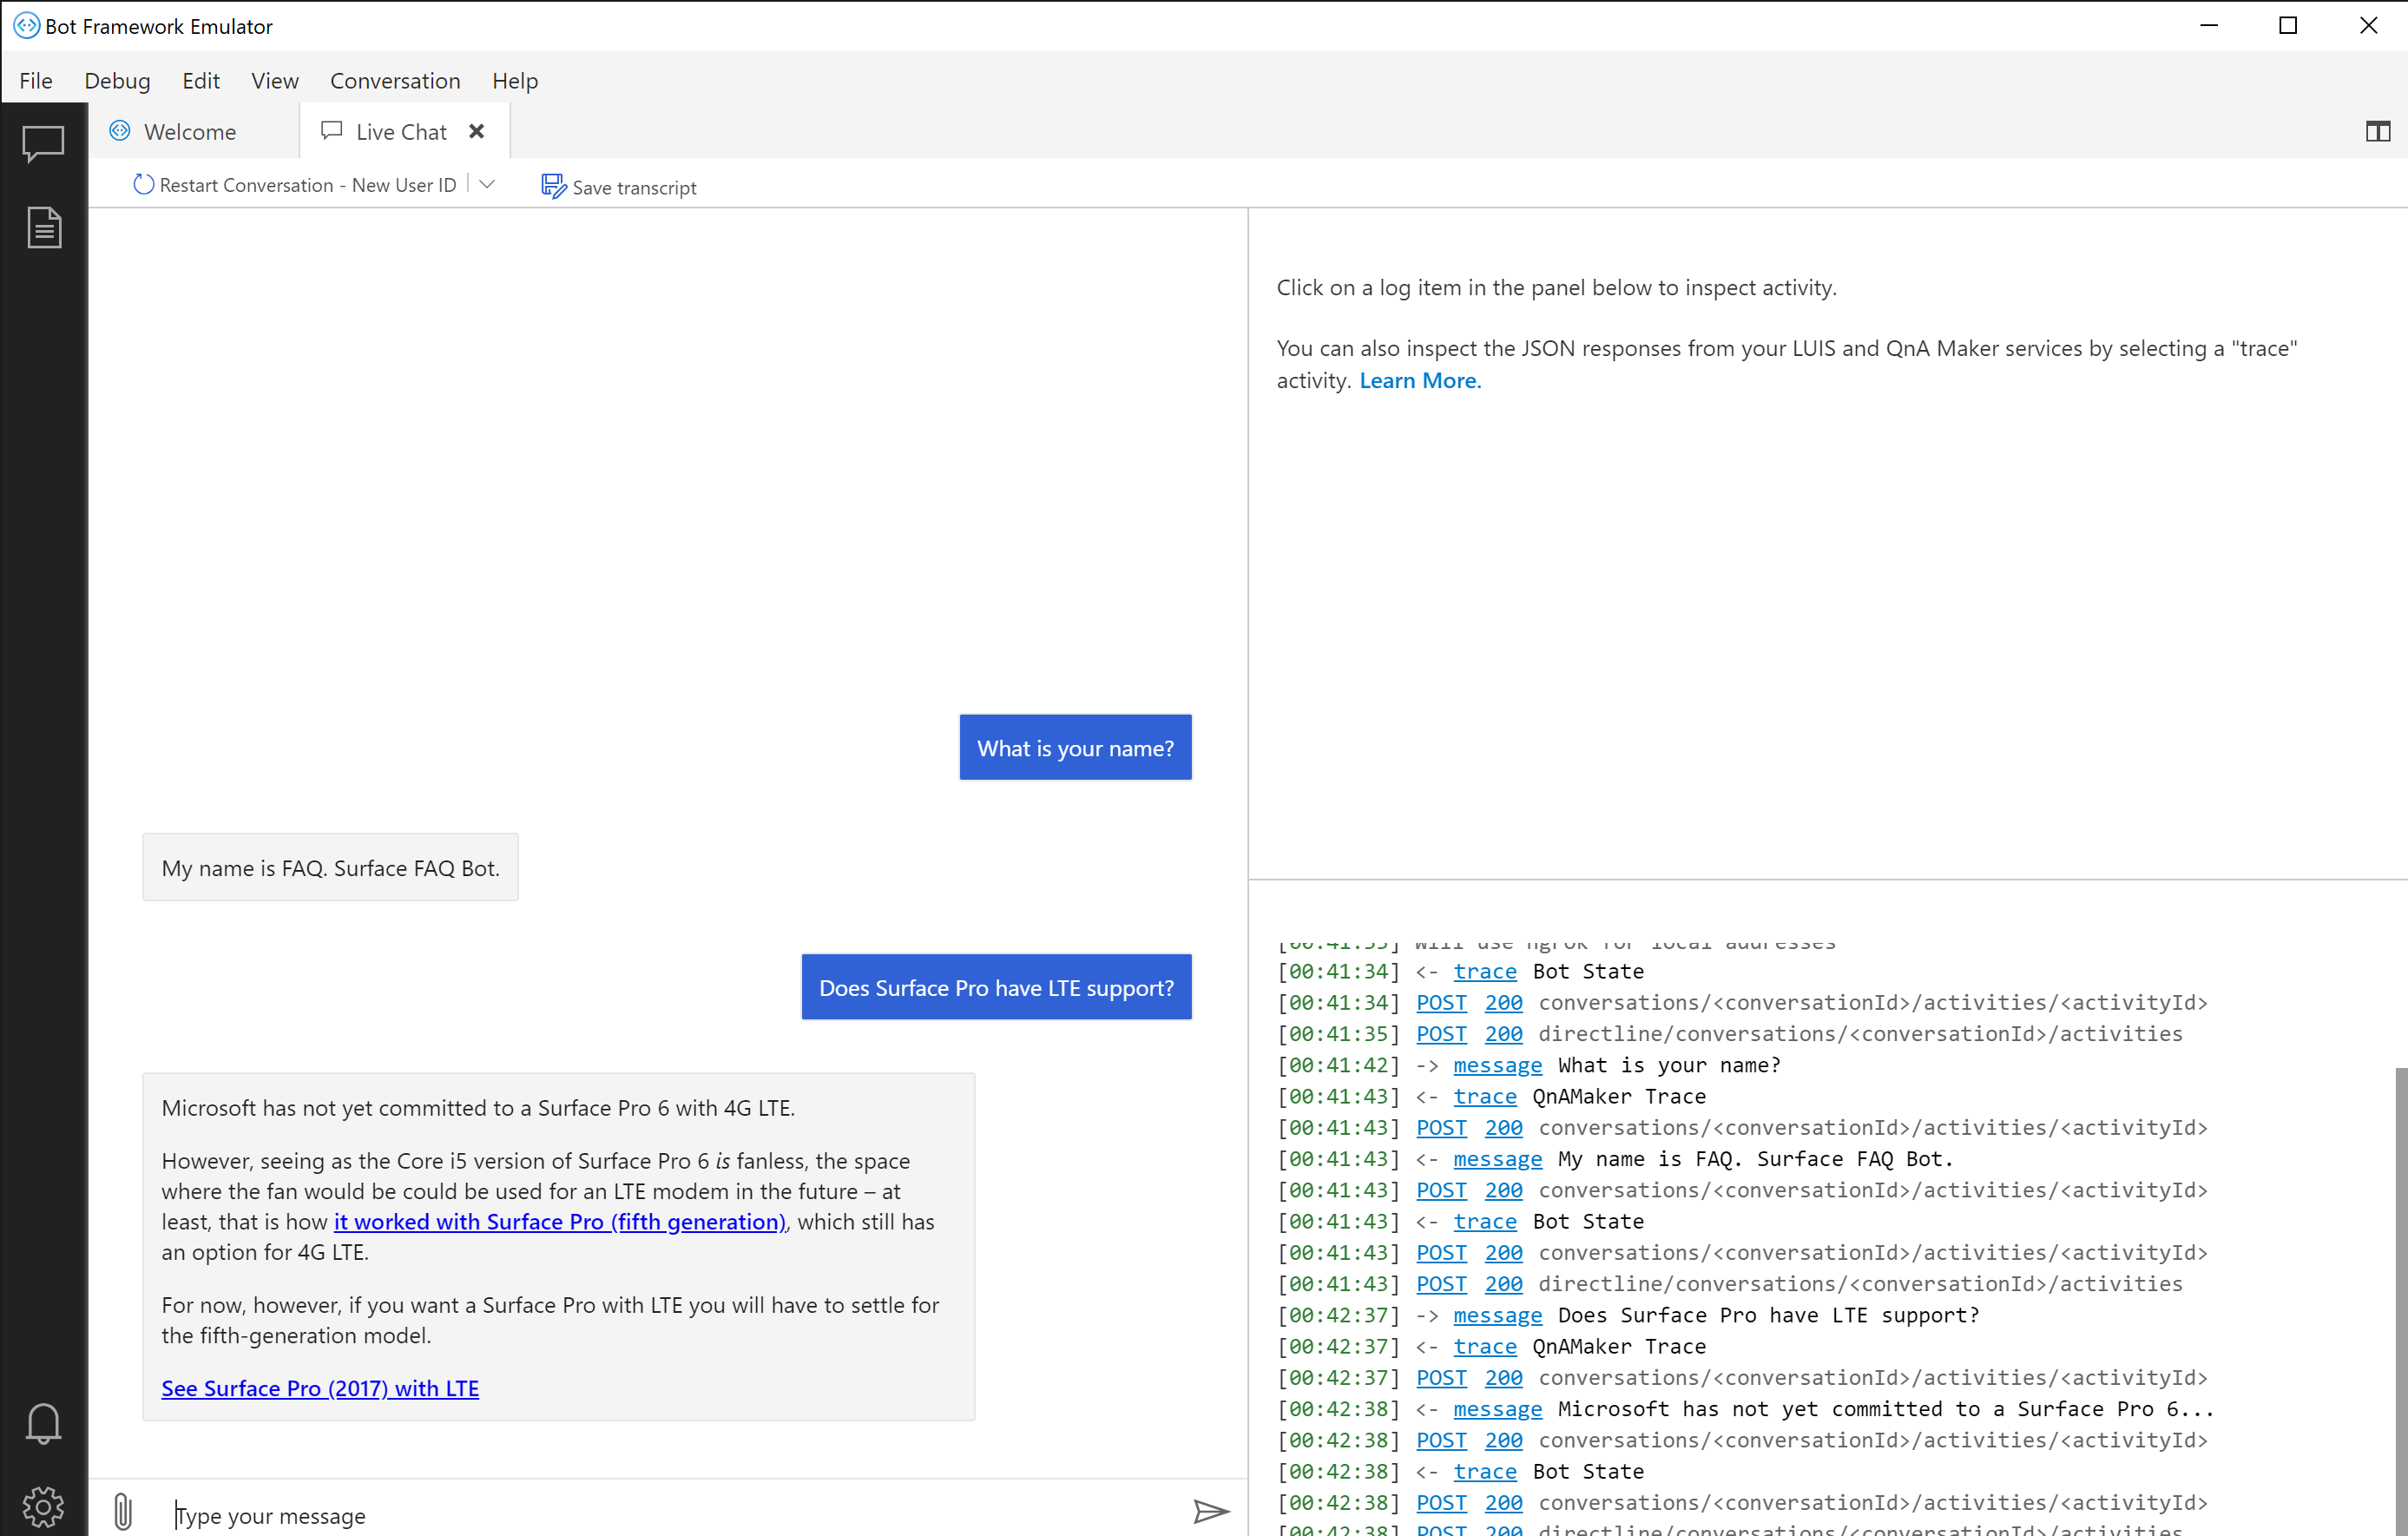 Bot Framework Emulator
File Debug Edit View Conversation Help
Welcome
Live Chat
Restart Conversation - New User ID
Save transcript
What is your name?
My name is FAQ. Surface FAQ Bot.
Does Surface Pro have LTE support?
Microsoft has not yet committed to a Surface Pro 6 with 4G LTE.
However, seeing as the Core i5 version of Surface Pro 6 is fanless, the space
where the fan would be could be used for an LTE modem in the future – at
least, that is how it worked with Surface Pro (fifth generation), which still has
an option for 4G LTE.
For now, however, if you want a Surface Pro with LTE you will have to settle for
the fifth-generation model.
See Surface Pro (2017) with LTE
Type your message
Click on a log item in the panel below to inspect activity.
You can also inspect the JSON responses from your LUIS and QnA Maker services by selecting a "trace"
activity. Learn More.
Will use ngrok for local addresses
[00:41:34] <- trace Bot State
[00:41:34] POST 200 conversations/<conversationId>/activities/<activityId>
[00:41:35] POST 200 directline/conversations/<conversationId>/activities
[00:41:42] -> message What is your name?
[00:41:43] <- trace QnAMaker Trace
[00:41:43] POST 200 conversations/<conversationId>/activities/<activityId>
[00:41:43] <- message My name is FAQ. Surface FAQ Bot.
[00:41:43] POST 200 conversations/<conversationId>/activities/<activityId>
[00:41:43] <- trace Bot State
[00:41:43] POST 200 conversations/<conversationId>/activities/<activityId>
[00:41:43] POST 200 directline/conversations/<conversationId>/activities
[00:42:37] -> message Does Surface Pro have LTE support?
[00:42:37] <- trace QnAMaker Trace
[00:42:37] POST 200 conversations/<conversationId>/activities/<activityId>
[00:42:38] <- message Microsoft has not yet committed to a Surface Pro 6...
[00:42:38] POST 200 conversations/<conversationId>/activities/<activityId>
[00:42:38] <- trace Bot State
[00:42:38] POST 200 conversations/<conversationId>/activities/<activityId>
[00:42:38] POST 200 directline/conversations/<conversationId>/activities